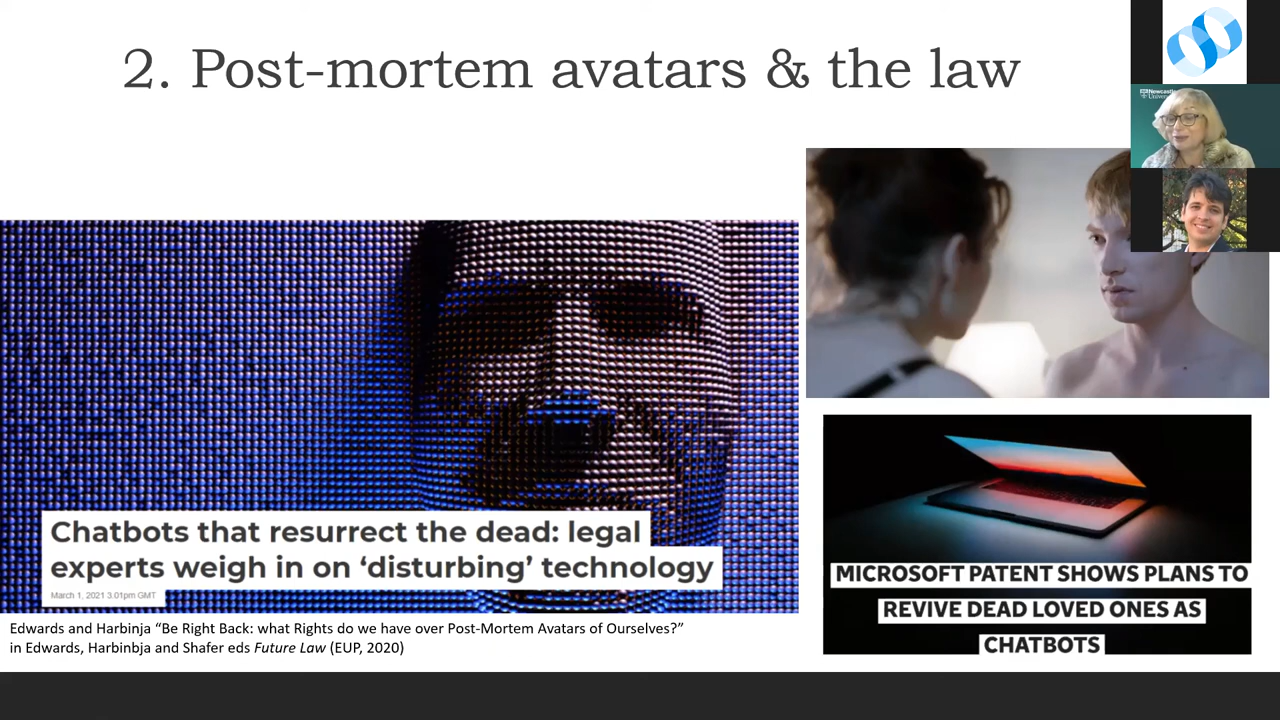 2. Post-mortem avatars & the law
Newcastle
University
Chatbots that resurrect the dead: legal
experts weigh in on ‘disturbing’ technology
March 1, 2021 3.01pm GMT
Edwards and Harbinja “Be Right Back: what Rights do we have over Post-Mortem Avatars of Ourselves?”
in Edwards, Harbinbja and Shafer eds Future Law (EUP, 2020)
MICROSOFT PATENT SHOWS PLANS TO
REVIVE DEAD LOVED ONES AS
CHATBOTS